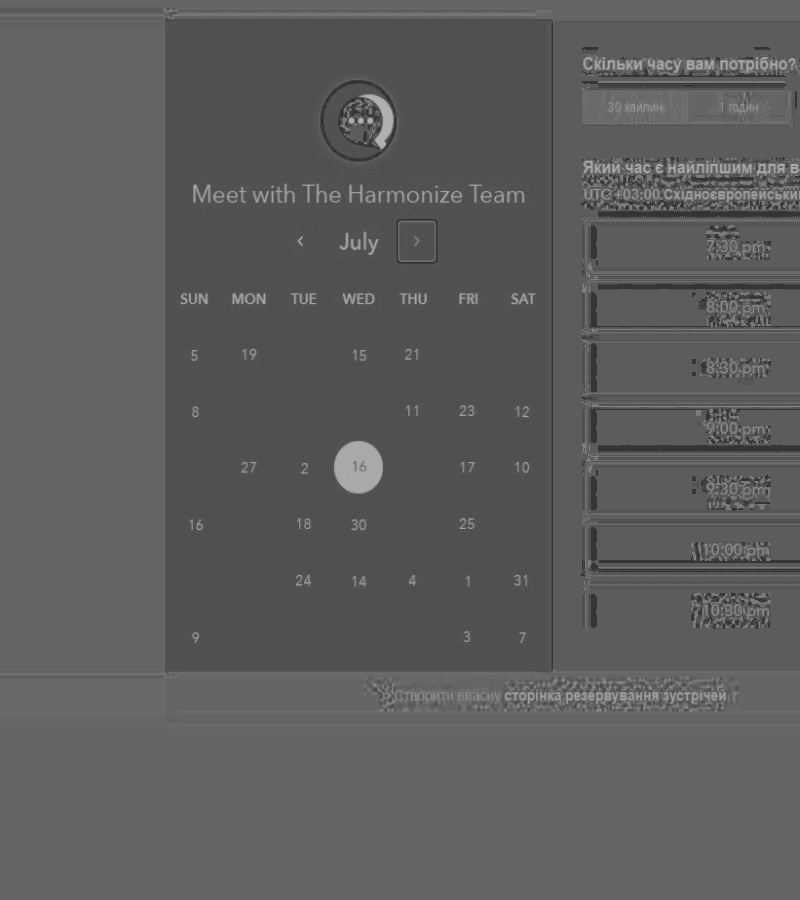 Meet with The Harmonize Team
July
SUN MON TUE WED THU FRI SAT
5 19 15 21
8 11 23 12
27 2 16 17 10
16 18 30 25
24 14 4 1 31
9 3 7
Скільки часу вам потрібно?
30 хвилин 1 годин
Який час є найліпшим для в
UTC +03:00 Східноєвропейськи
7:30 pm
8:00 pm
8:30 pm
9:00 pm
9:30 pm
10:00 pm
10:30 pm
Створити власну сторінка резервування зустрічей